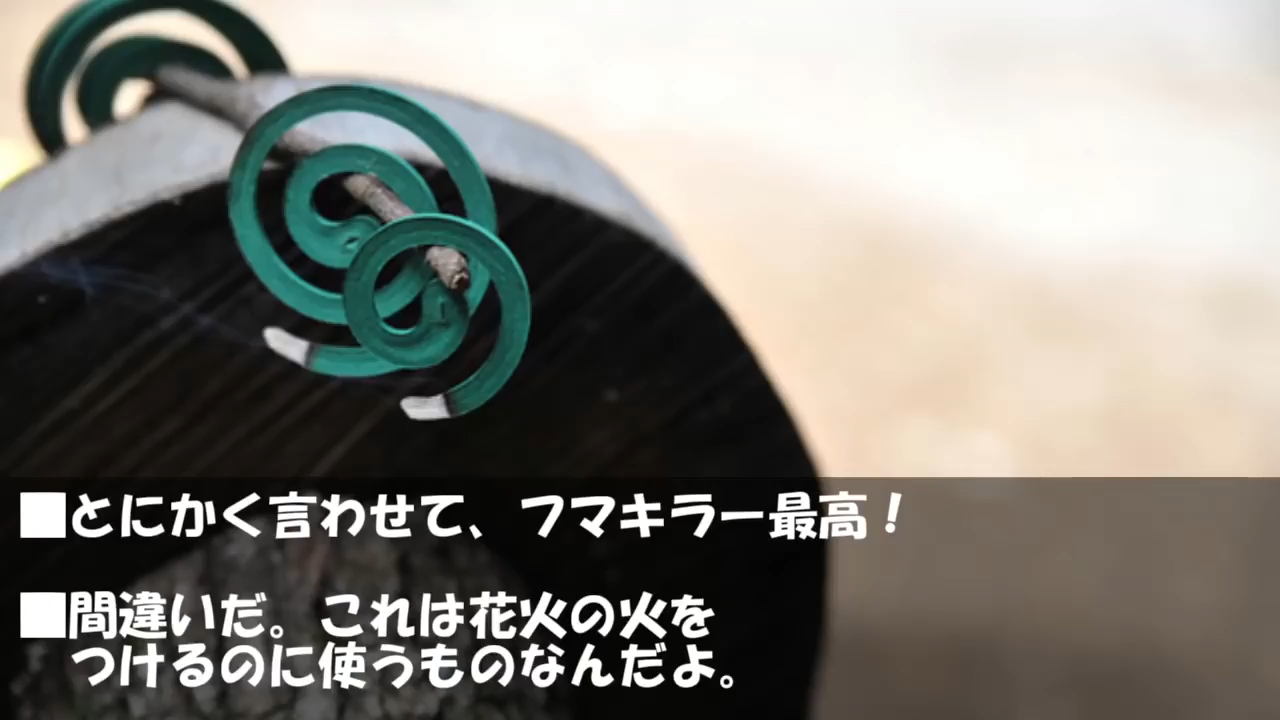 ■とにかく言わせて、フマキラー最高！
■間違いだ。これは花火の火を
つけるのに使うものなんだよ。